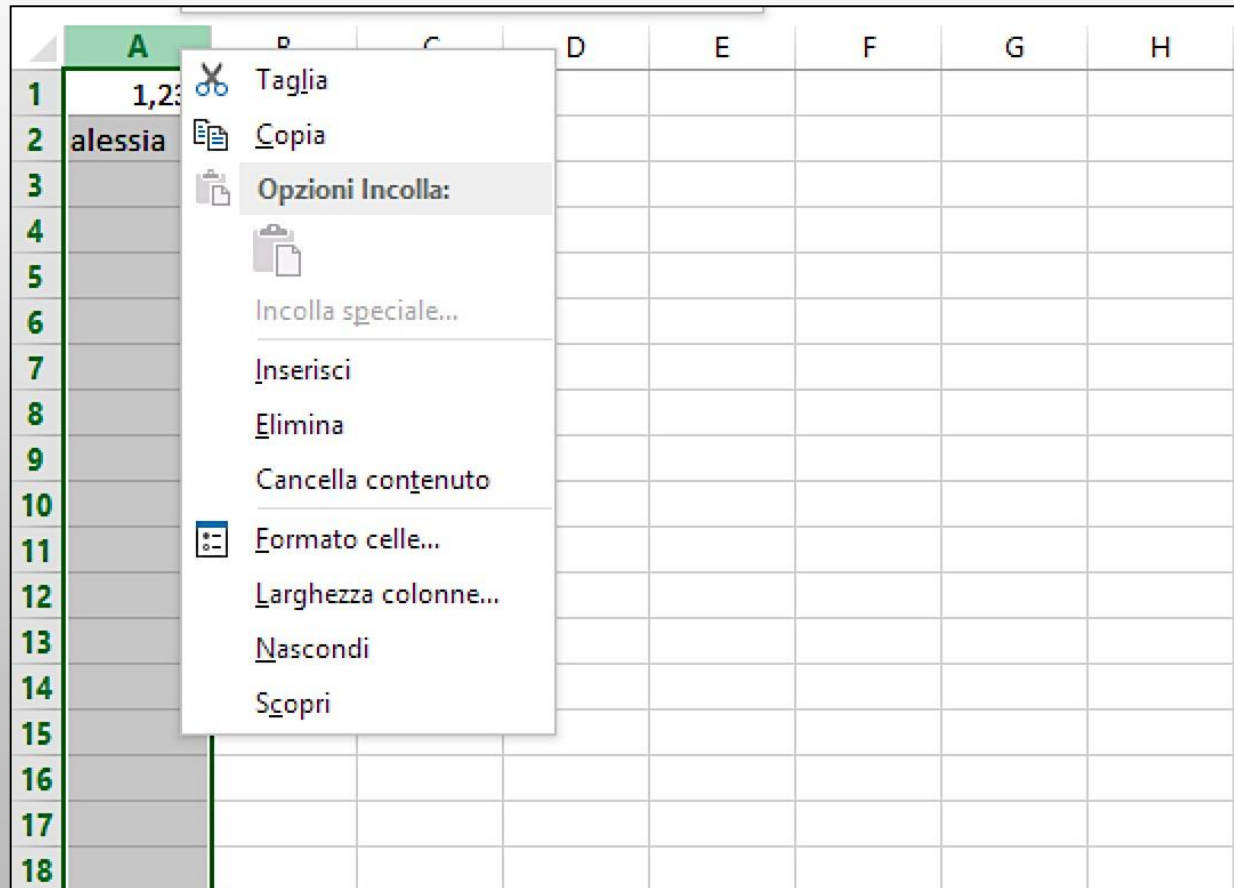 A D E F G H
1 1,23
2 alessia
3
4
5
6
7
8
9
10
11
12
13
14
15
16
17
18
Taglia
Copia
Opzioni Incolla:
Incolla speciale...
Inserisci
Elimina
Cancella contenuto
Formato celle...
Larghezza colonne...
Nascondi
Scopri